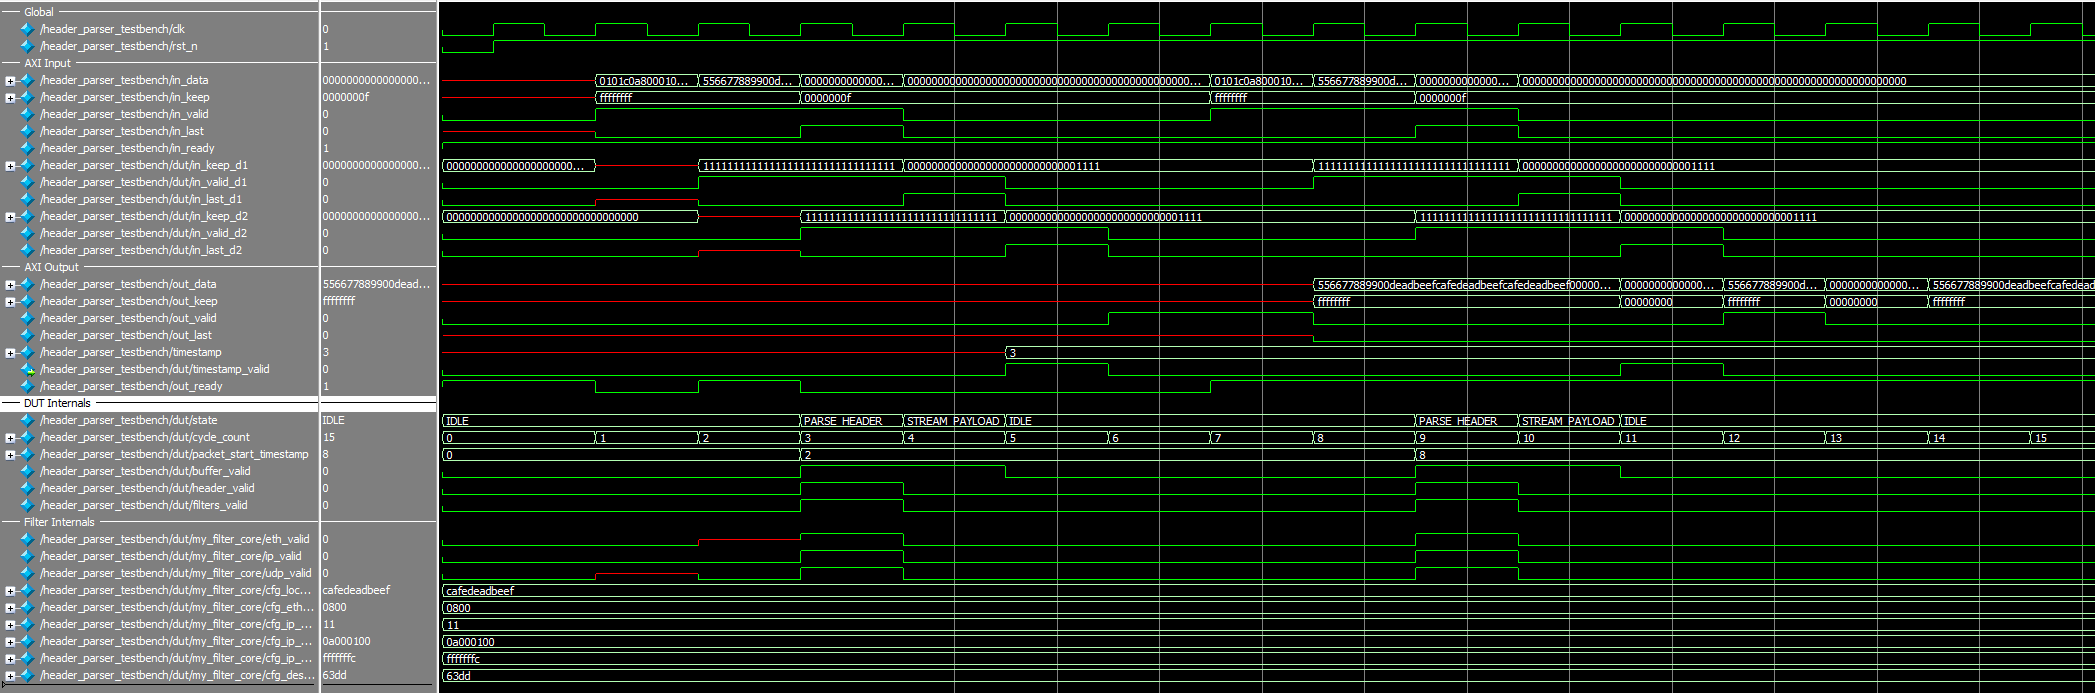 Global
/header_parser_testbench/clk 0
/header_parser_testbench/rst_n 1
AXI Input
/header_parser_testbench/in_data 0000000000000000... 0101c0a800010... 556677889900d... 0000000000000... 000000000000000000000000000000000000000000000... 0101c0a800010... 556677889900d... 0000000000000... 0000000000000000000000000000000000000000000000000000000000000000
/header_parser_testbench/in_keep 0000000f ffffffff 0000000f ffffffff 0000000f
/header_parser_testbench/in_valid 0
/header_parser_testbench/in_last 0
/header_parser_testbench/in_ready 1
/header_parser_testbench/dut/in_keep_d1 0000000000000000... 0000000000000000000000... 11111111111111111111111111111111 00000000000000000000000000001111 11111111111111111111111111111111 00000000000000000000000000001111
/header_parser_testbench/dut/in_valid_d1 0
/header_parser_testbench/dut/in_last_d1 0
/header_parser_testbench/dut/in_keep_d2 0000000000000000... 00000000000000000000000000000000 11111111111111111111111111111111 00000000000000000000000000001111 11111111111111111111111111111111 00000000000000000000000000001111
/header_parser_testbench/dut/in_valid_d2 0
/header_parser_testbench/dut/in_last_d2 0
AXI Output
/header_parser_testbench/out_data 556677889900dead... 556677889900deadbeefcafedeadbeefcafedeadbeef00000... 0000000000000... 556677889900d... 0000000000000... 556677889900deadbeefcafedead
/header_parser_testbench/out_keep ffffffff ffffffff 00000000 ffffffff 00000000 ffffffff
/header_parser_testbench/out_valid 0
/header_parser_testbench/out_last 0
/header_parser_testbench/timestamp 3 3
/header_parser_testbench/dut/timestamp_valid 0
/header_parser_testbench/out_ready 1
DUT Internals
/header_parser_testbench/dut/state IDLE IDLE PARSE_HEADER STREAM_PAYLOAD IDLE PARSE_HEADER STREAM_PAYLOAD IDLE
/header_parser_testbench/dut/cycle_count 15 0 1 2 3 4 5 6 7 8 9 10 11 12 13 14 15
/header_parser_testbench/dut/packet_start_timestamp 8 0 2 8
/header_parser_testbench/dut/buffer_valid 0
/header_parser_testbench/dut/header_valid 0
/header_parser_testbench/dut/filters_valid 0
Filter Internals
/header_parser_testbench/dut/my_filter_core/eth_valid 0
/header_parser_testbench/dut/my_filter_core/ip_valid 0
/header_parser_testbench/dut/my_filter_core/udp_valid 0
/header_parser_testbench/dut/my_filter_core/cfg_loc... cafedeadbeef cafedeadbeef
/header_parser_testbench/dut/my_filter_core/cfg_eth... 0800 0800
/header_parser_testbench/dut/my_filter_core/cfg_ip_... 11 11
/header_parser_testbench/dut/my_filter_core/cfg_ip_... 0a000100 0a000100
/header_parser_testbench/dut/my_filter_core/cfg_ip_... fffffffc fffffffc
/header_parser_testbench/dut/my_filter_core/cfg_des... 63dd 63dd